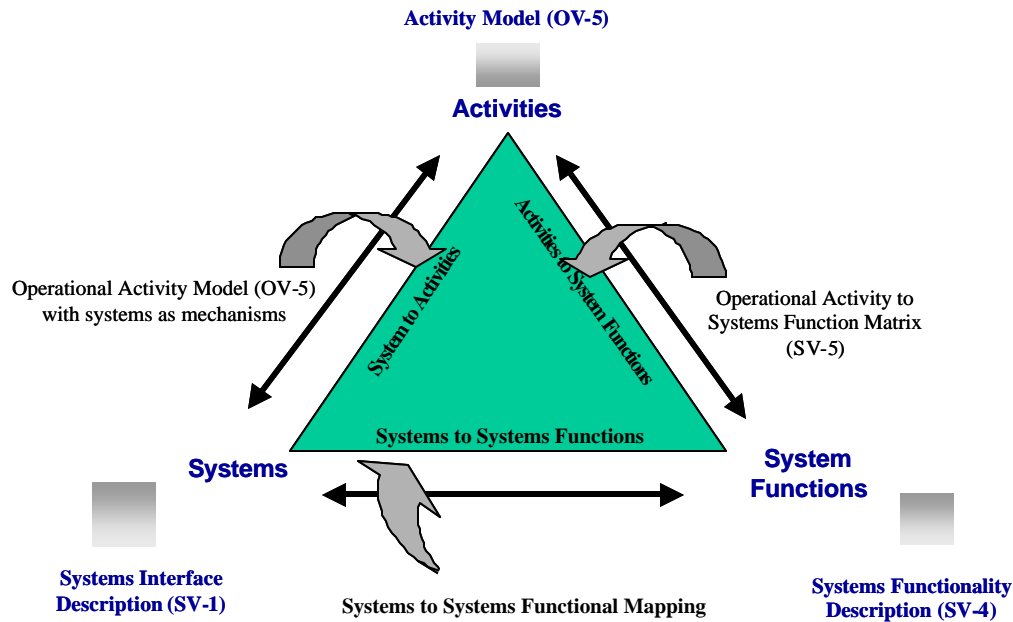 Activity Model (OV-5)
Activities
System to Activities
Activities to System Functions
Operational Activity Model (OV-5)
with systems as mechanisms
Operational Activity to
Systems Function Matrix
(SV-5)
Systems to Systems Functions
Systems
System
Functions
Systems Interface
Description (SV-1)
Systems to Systems Functional Mapping
Systems Functionality
Description (SV-4)